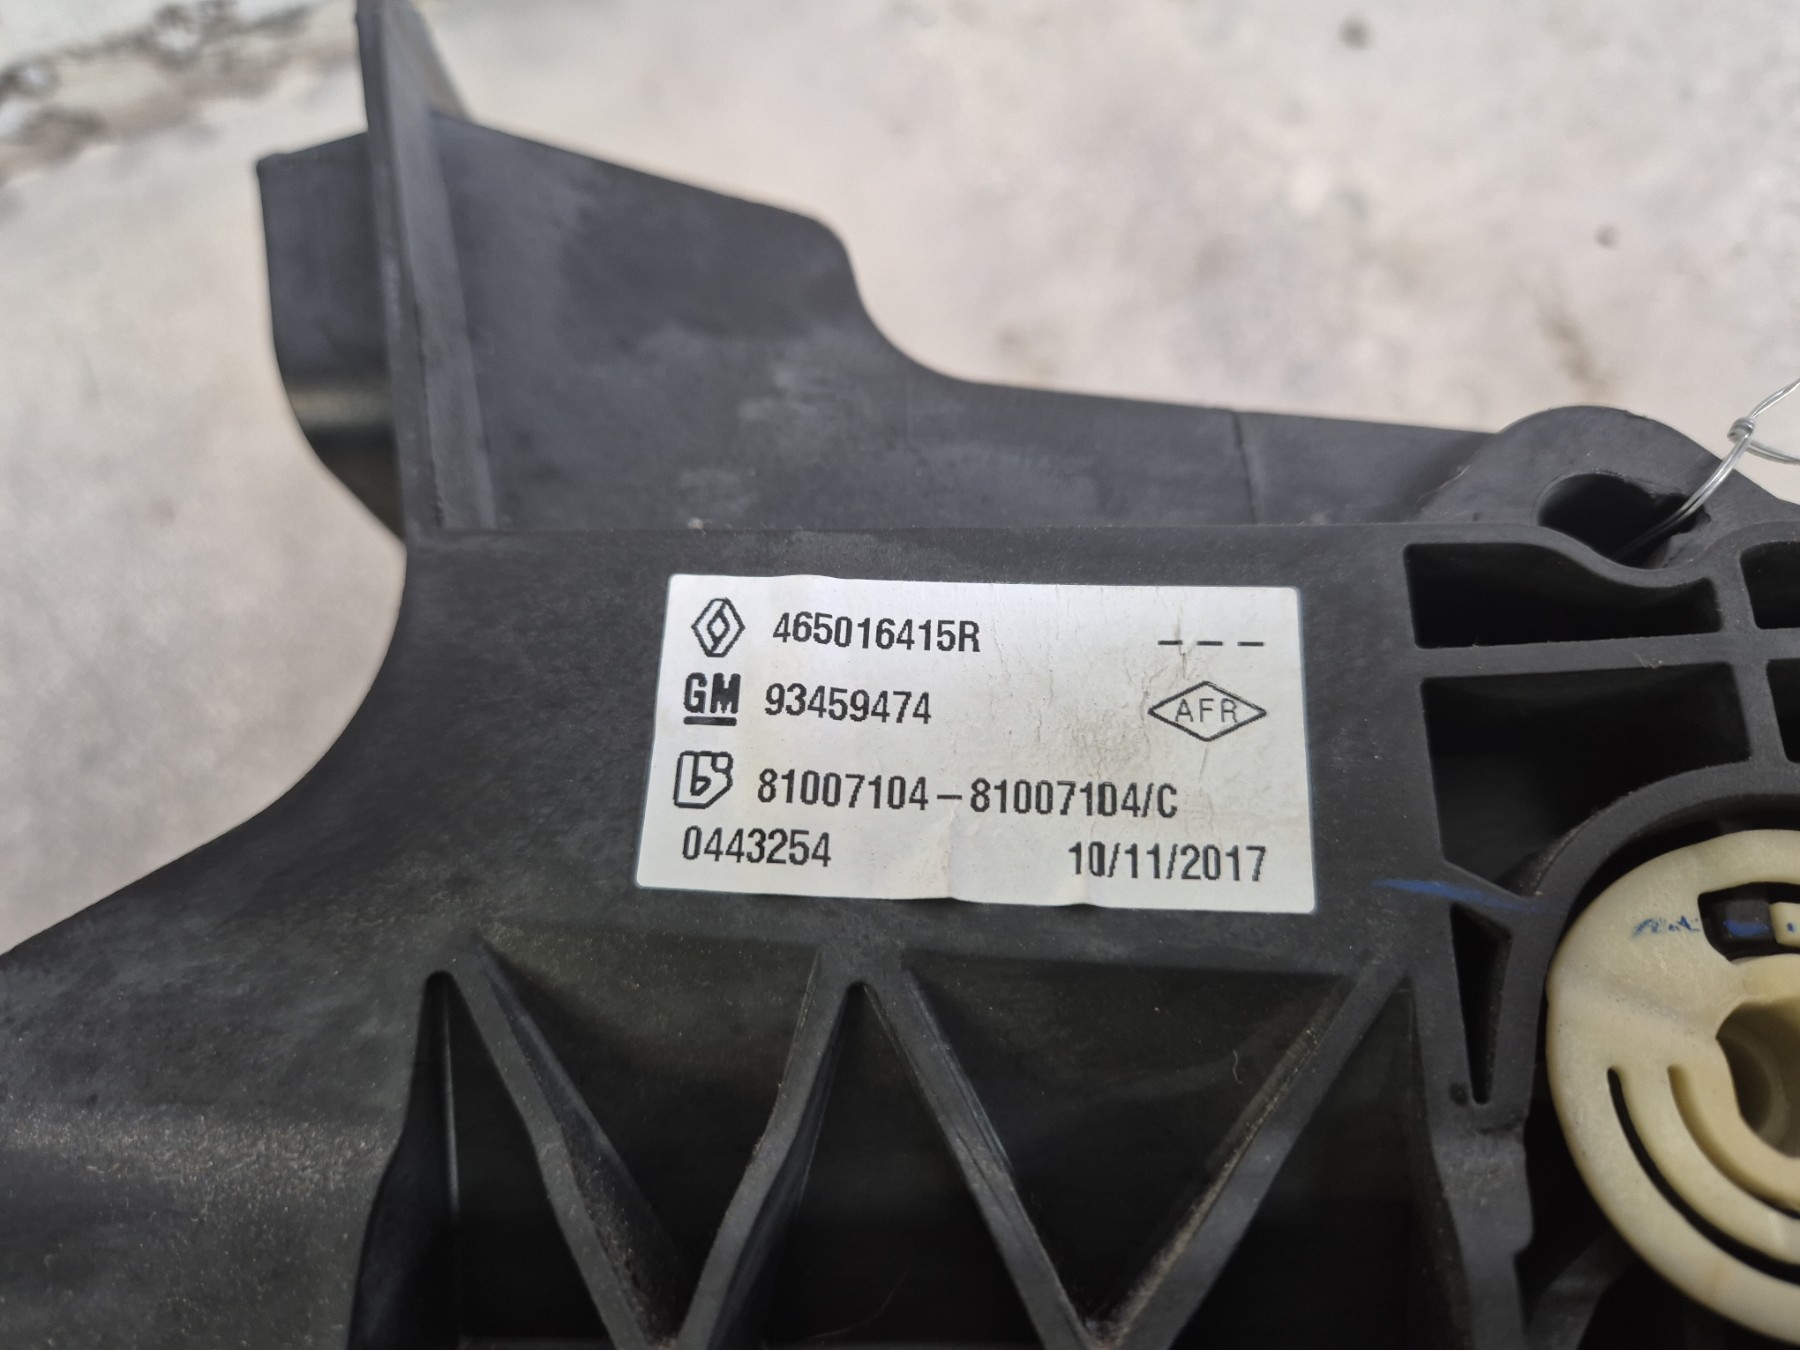 465016415R - - -
GM 93459474 AFR
b 81007104-81007104/C
0443254 10/11/2017